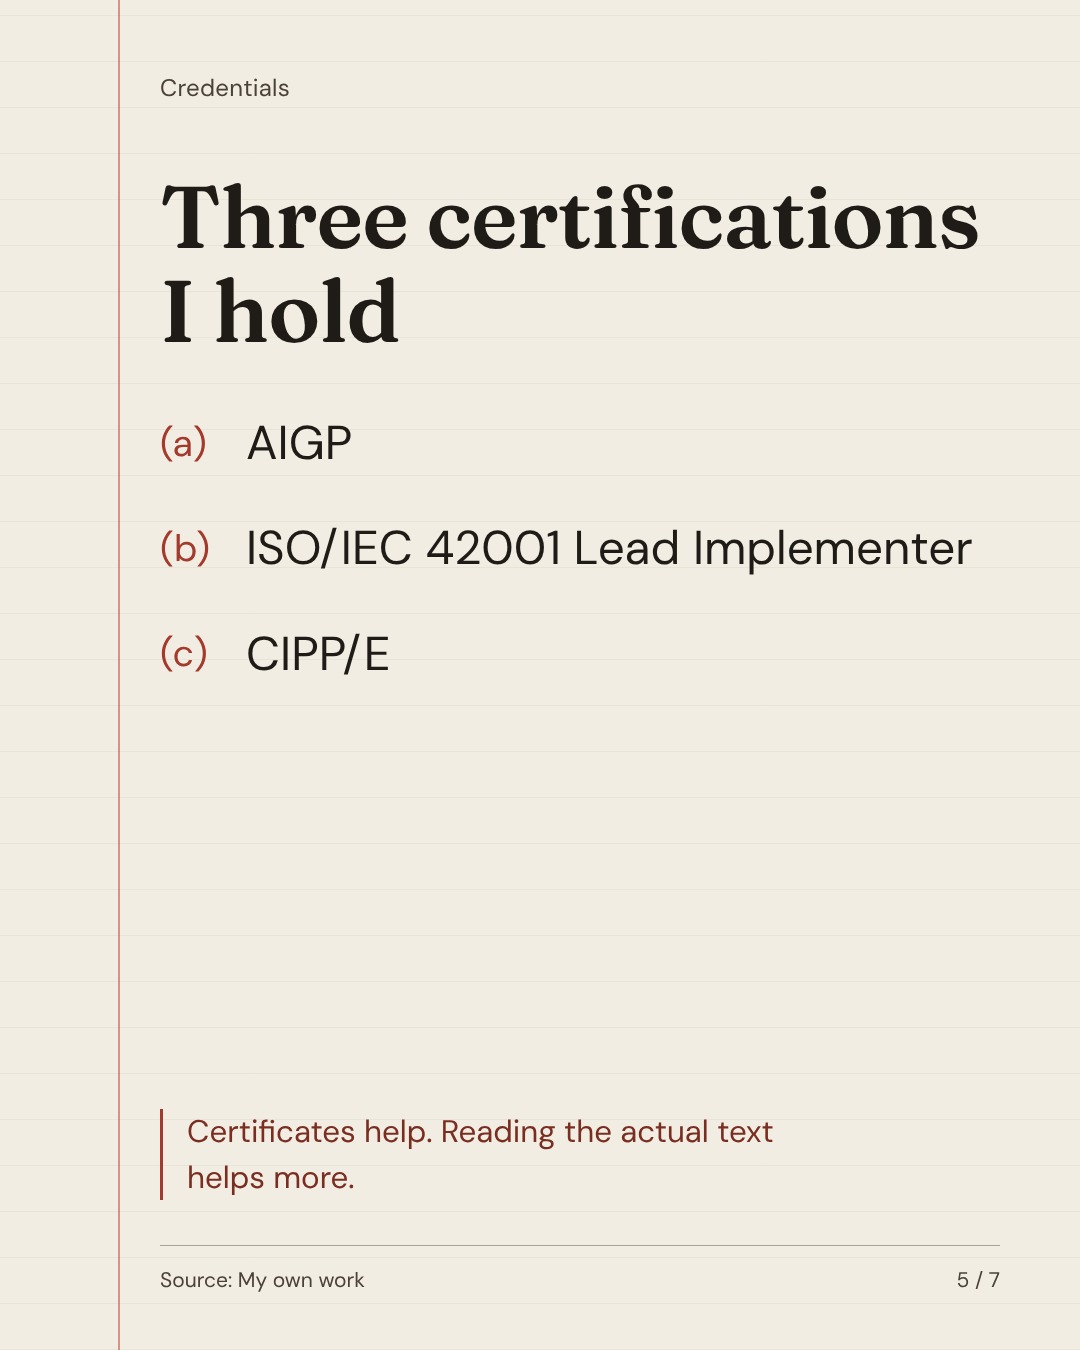 Credentials
Three certifications
I hold
(a) AIGP
(b) ISO/IEC 42001 Lead Implementer
(c) CIPP/E
Certificates help. Reading the actual text
helps more.
Source: My own work 5 / 7